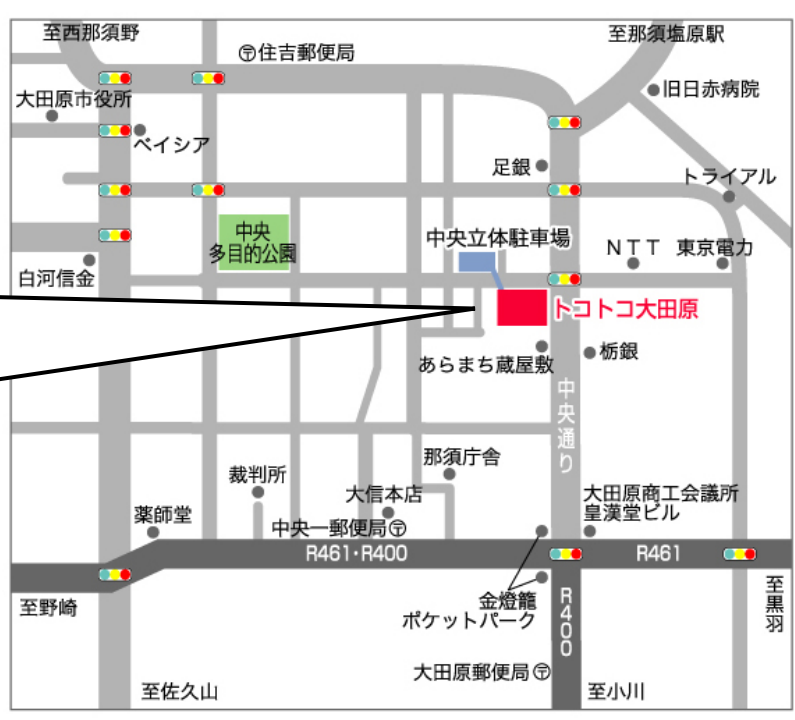 至西那須野
至那須塩原駅
〶住吉郵便局
旧日赤病院
大田原市役所
ベイシア
足銀
トライアル
中央
多目的公園
中央立体駐車場
NTT
東京電力
白河信金
トコトコ大田原
あらまち蔵屋敷
栃銀
中央通り
那須庁舎
裁判所
大信本店
大田原商工会議所
皇漢堂ビル
薬師堂
中央一郵便局〶
R461・R400
R461
至野崎
金燈籠
ポケットパーク
R400
至黒羽
大田原郵便局〶
至佐久山
至小川